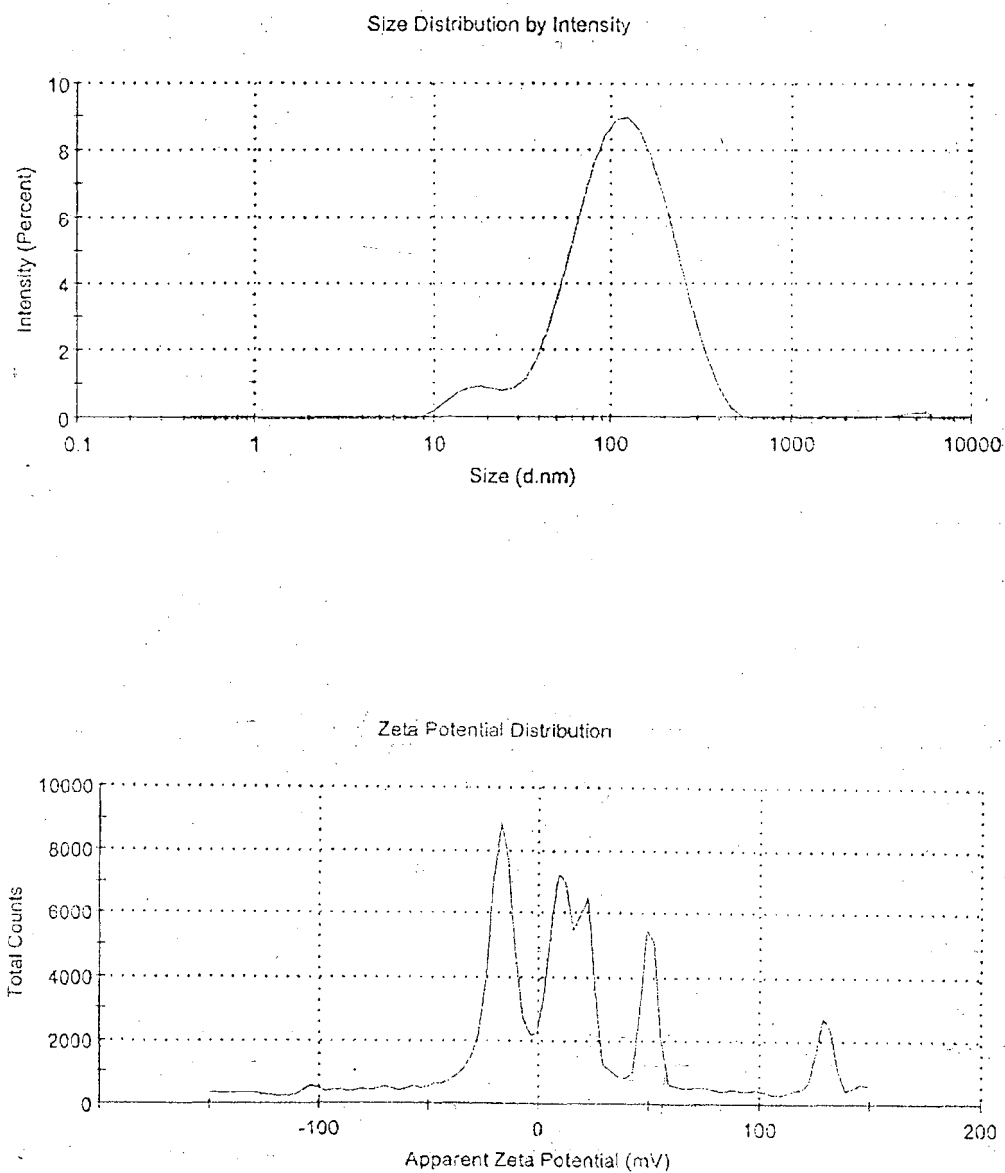 Size Distribution by Intensity
10
8
6
4
2
0
Intensity (Percent)
0.1 1 10 100 1000 10000
Size (d.nm)
Zeta Potential Distribution
10000
8000
6000
4000
2000
0
Total Counts
-100 0 100 200
Apparent Zeta Potential (mV)